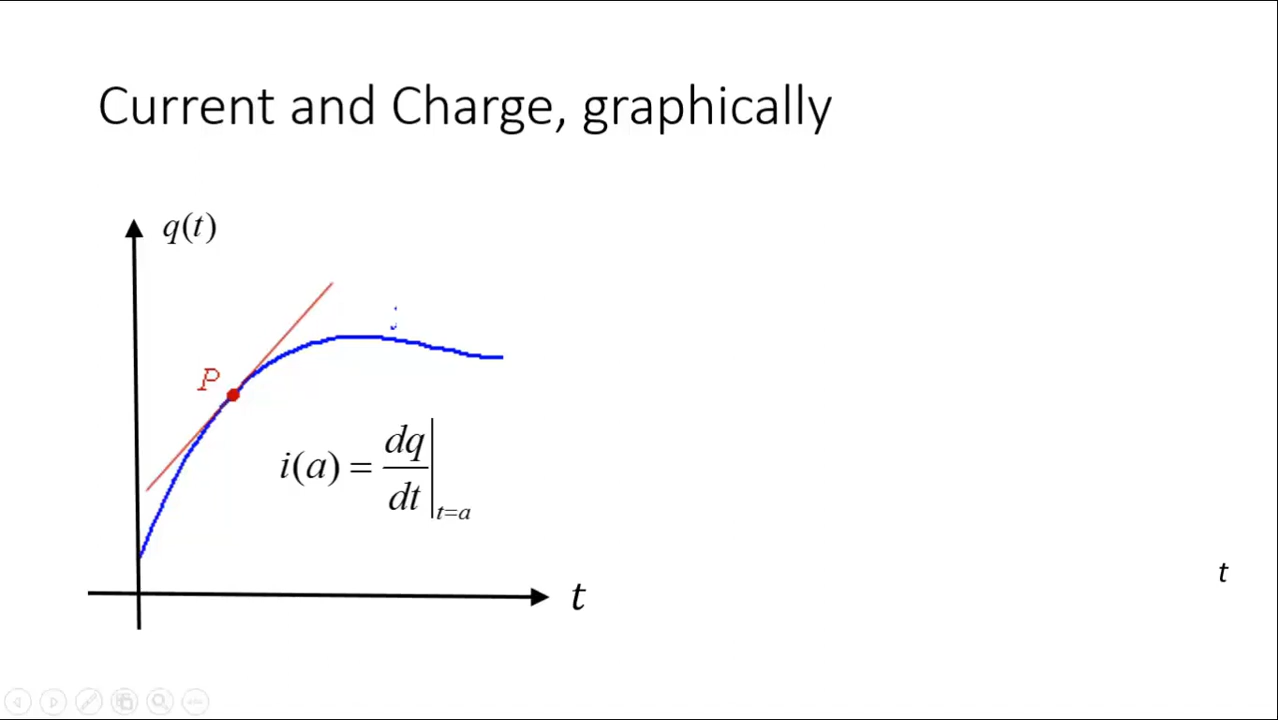 Current and Charge, graphically
q(t)
P
i(a) = dq/dt|t=a
t
t